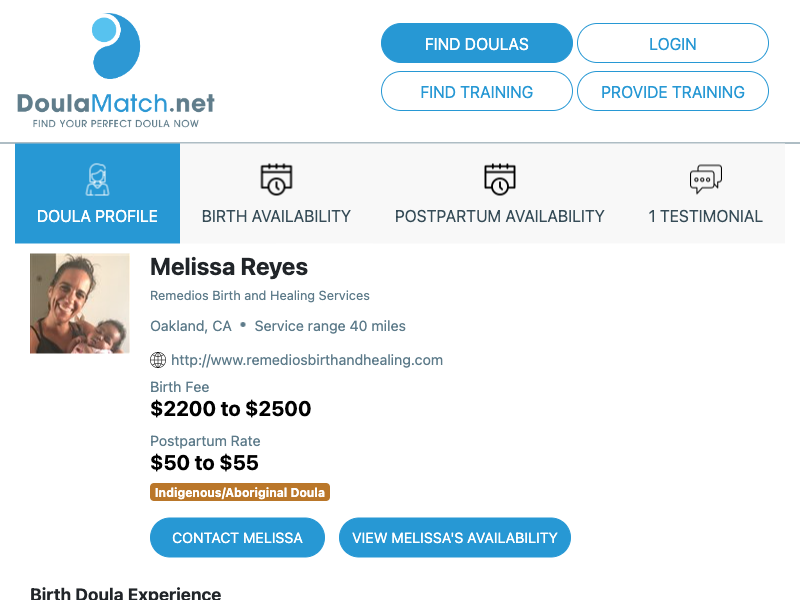 DoulaMatch.net
FIND YOUR PERFECT DOULA NOW
FIND DOULAS
LOGIN
FIND TRAINING
PROVIDE TRAINING
DOULA PROFILE
BIRTH AVAILABILITY
POSTPARTUM AVAILABILITY
1 TESTIMONIAL
Melissa Reyes
Remedios Birth and Healing Services
Oakland, CA • Service range 40 miles
http://www.remediosbirthandhealing.com
Birth Fee
$2200 to $2500
Postpartum Rate
$50 to $55
Indigenous/Aboriginal Doula
CONTACT MELISSA
VIEW MELISSA'S AVAILABILITY
Birth Doula Experience